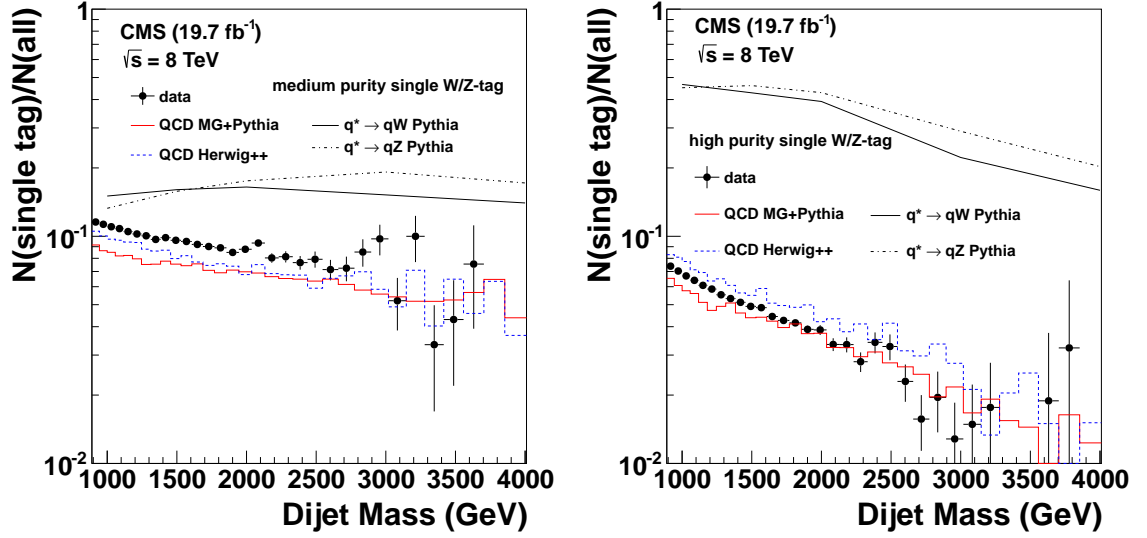 N(single tag)/N(all)
1
10⁻¹
10⁻²
CMS (19.7 fb⁻¹)
√s = 8 TeV
medium purity single W/Z-tag
data
QCD MG+Pythia
QCD Herwig++
q* → qW Pythia
q* → qZ Pythia
1000 1500 2000 2500 3000 3500 4000
Dijet Mass (GeV)
N(single tag)/N(all)
1
10⁻¹
10⁻²
CMS (19.7 fb⁻¹)
√s = 8 TeV
high purity single W/Z-tag
data
QCD MG+Pythia
QCD Herwig++
q* → qW Pythia
q* → qZ Pythia
1000 1500 2000 2500 3000 3500 4000
Dijet Mass (GeV)